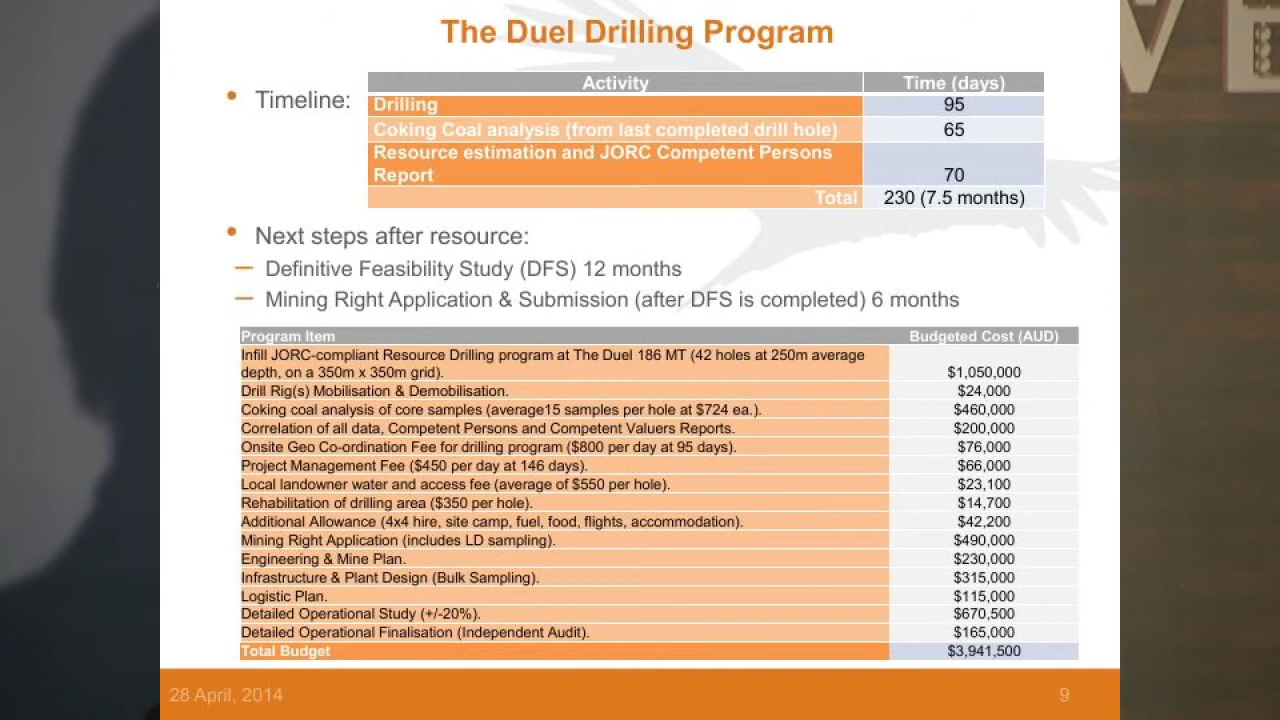 The Duel Drilling Program
• Timeline:
Activity Time (days)
Drilling 95
Coking Coal analysis (from last completed drill hole) 65
Resource estimation and JORC Competent Persons
Report 70
Total 230 (7.5 months)
• Next steps after resource:
– Definitive Feasibility Study (DFS) 12 months
– Mining Right Application & Submission (after DFS is completed) 6 months
Program Item Budgeted Cost (AUD)
Infill JORC-compliant Resource Drilling program at The Duel 186 MT (42 holes at 250m average
depth, on a 350m x 350m grid). $1,050,000
Drill Rig(s) Mobilisation & Demobilisation. $24,000
Coking coal analysis of core samples (average15 samples per hole at $724 ea.). $460,000
Correlation of all data, Competent Persons and Competent Valuers Reports. $200,000
Onsite Geo Co-ordination Fee for drilling program ($800 per day at 95 days). $76,000
Project Management Fee ($450 per day at 146 days). $66,000
Local landowner water and access fee (average of $550 per hole). $23,100
Rehabilitation of drilling area ($350 per hole). $14,700
Additional Allowance (4x4 hire, site camp, fuel, food, flights, accommodation). $42,200
Mining Right Application (includes LD sampling). $490,000
Engineering & Mine Plan. $230,000
Infrastructure & Plant Design (Bulk Sampling). $315,000
Logistic Plan. $115,000
Detailed Operational Study (+/-20%). $670,500
Detailed Operational Finalisation (Independent Audit). $165,000
Total Budget $3,941,500
28 April, 2014 9